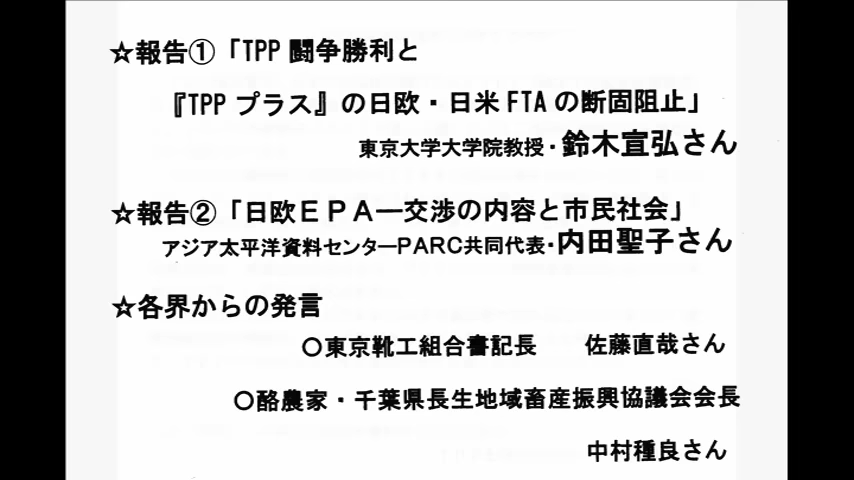 ☆報告①「TPP 闘争勝利と
『TPP プラス』の日欧・日米 FTA の断固阻止」
東京大学大学院教授・鈴木宣弘さん
☆報告②「日欧ＥＰＡ―交渉の内容と市民社会」
アジア太平洋資料センターPARC共同代表・内田聖子さん
☆各界からの発言
○東京靴工組合書記長　　佐藤直哉さん
○酪農家・千葉県長生地域畜産振興協議会会長
中村種良さん